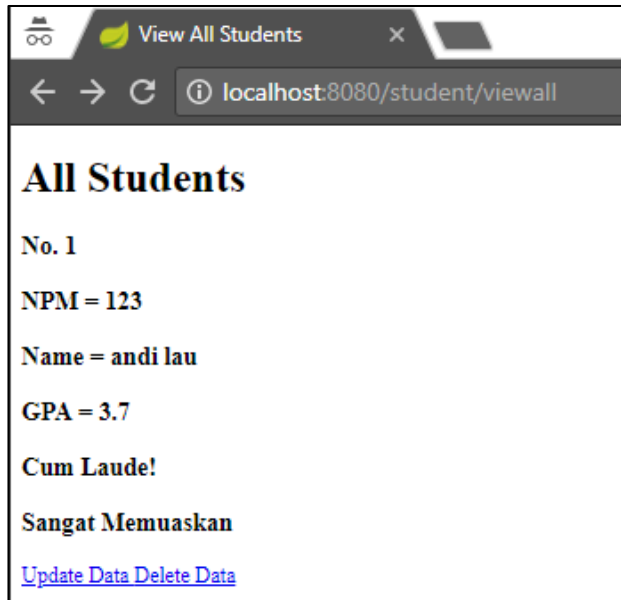 View All Students
localhost:8080/student/viewall
All Students
No. 1
NPM = 123
Name = andi lau
GPA = 3.7
Cum Laude!
Sangat Memuaskan
Update Data Delete Data